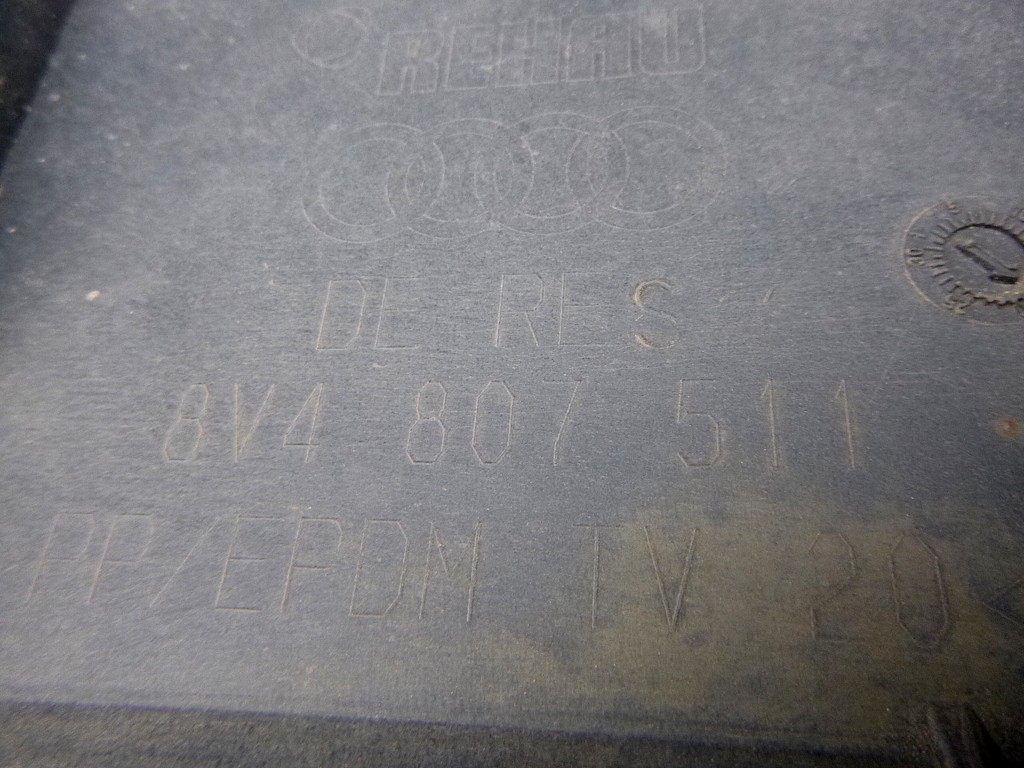 REHAU
DE RES
8V4 807 511
PP/EPDM TV 20 <